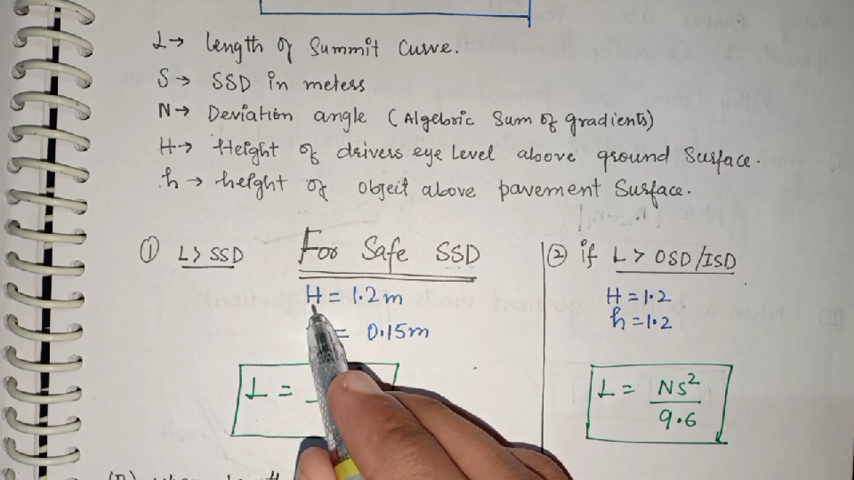 L→ length of Summit Curve.
S→ SSD in meters
N→ Deviation angle (Algebric Sum of gradients)
H→ Height of drivers eye level above ground Surface.
h→ height of object above pavement Surface.
① L> SSD
For Safe SSD
H = 1.2m
= 0.15m
L =
② if L > OSD/ISD
H = 1.2
h = 1.2
L = NS²
9.6